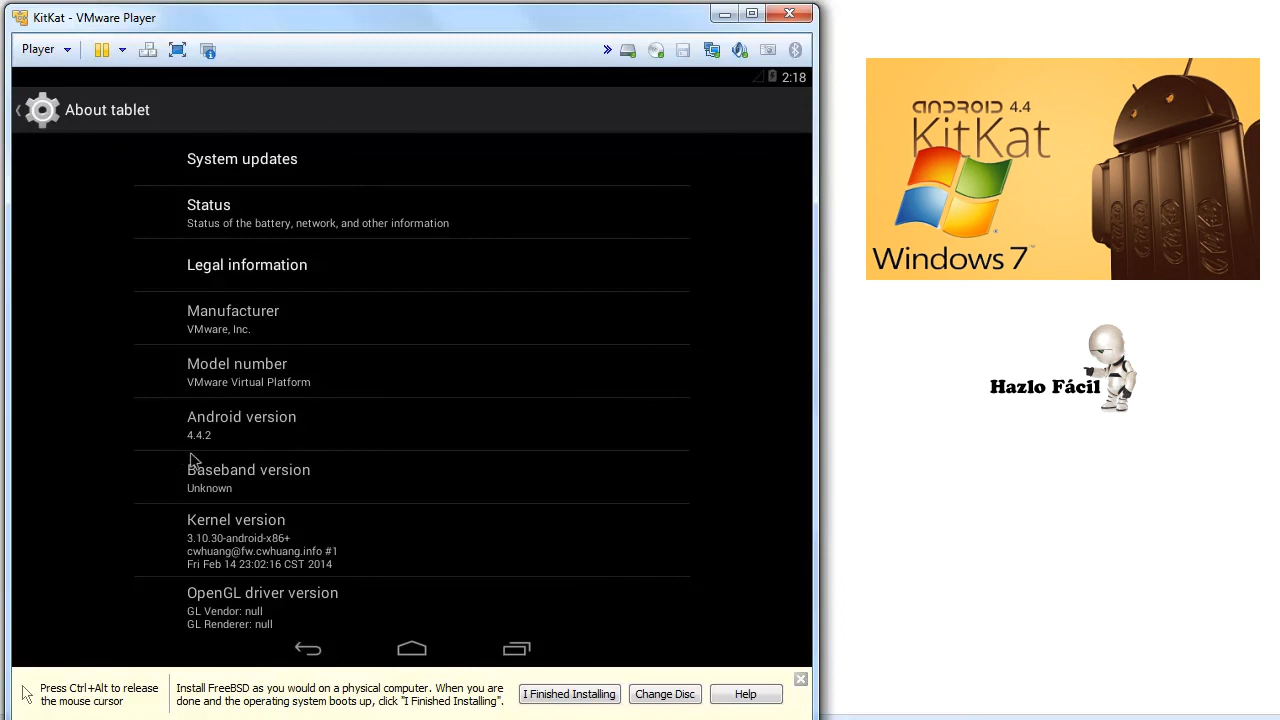 KitKat - VMware Player
Player
2:18
About tablet
System updates
Status
Status of the battery, network, and other information
Legal information
Manufacturer
VMware, Inc.
Model number
VMware Virtual Platform
Android version
4.4.2
Baseband version
Unknown
Kernel version
3.10.30-android-x86+
cwhuang@fw.cwhuang.info #1
Fri Feb 14 23:02:16 CST 2014
OpenGL driver version
GL Vendor: null
GL Renderer: null
Press Ctrl+Alt to release
the mouse cursor
Install FreeBSD as you would on a physical computer. When you are
done and the operating system boots up, click "I Finished Installing".
I Finished Installing
Change Disc
Help
ANDROID 4.4
KitKat
Windows 7™
KitKat
KitKat
KitKat
KitKat
Hazlo Fácil